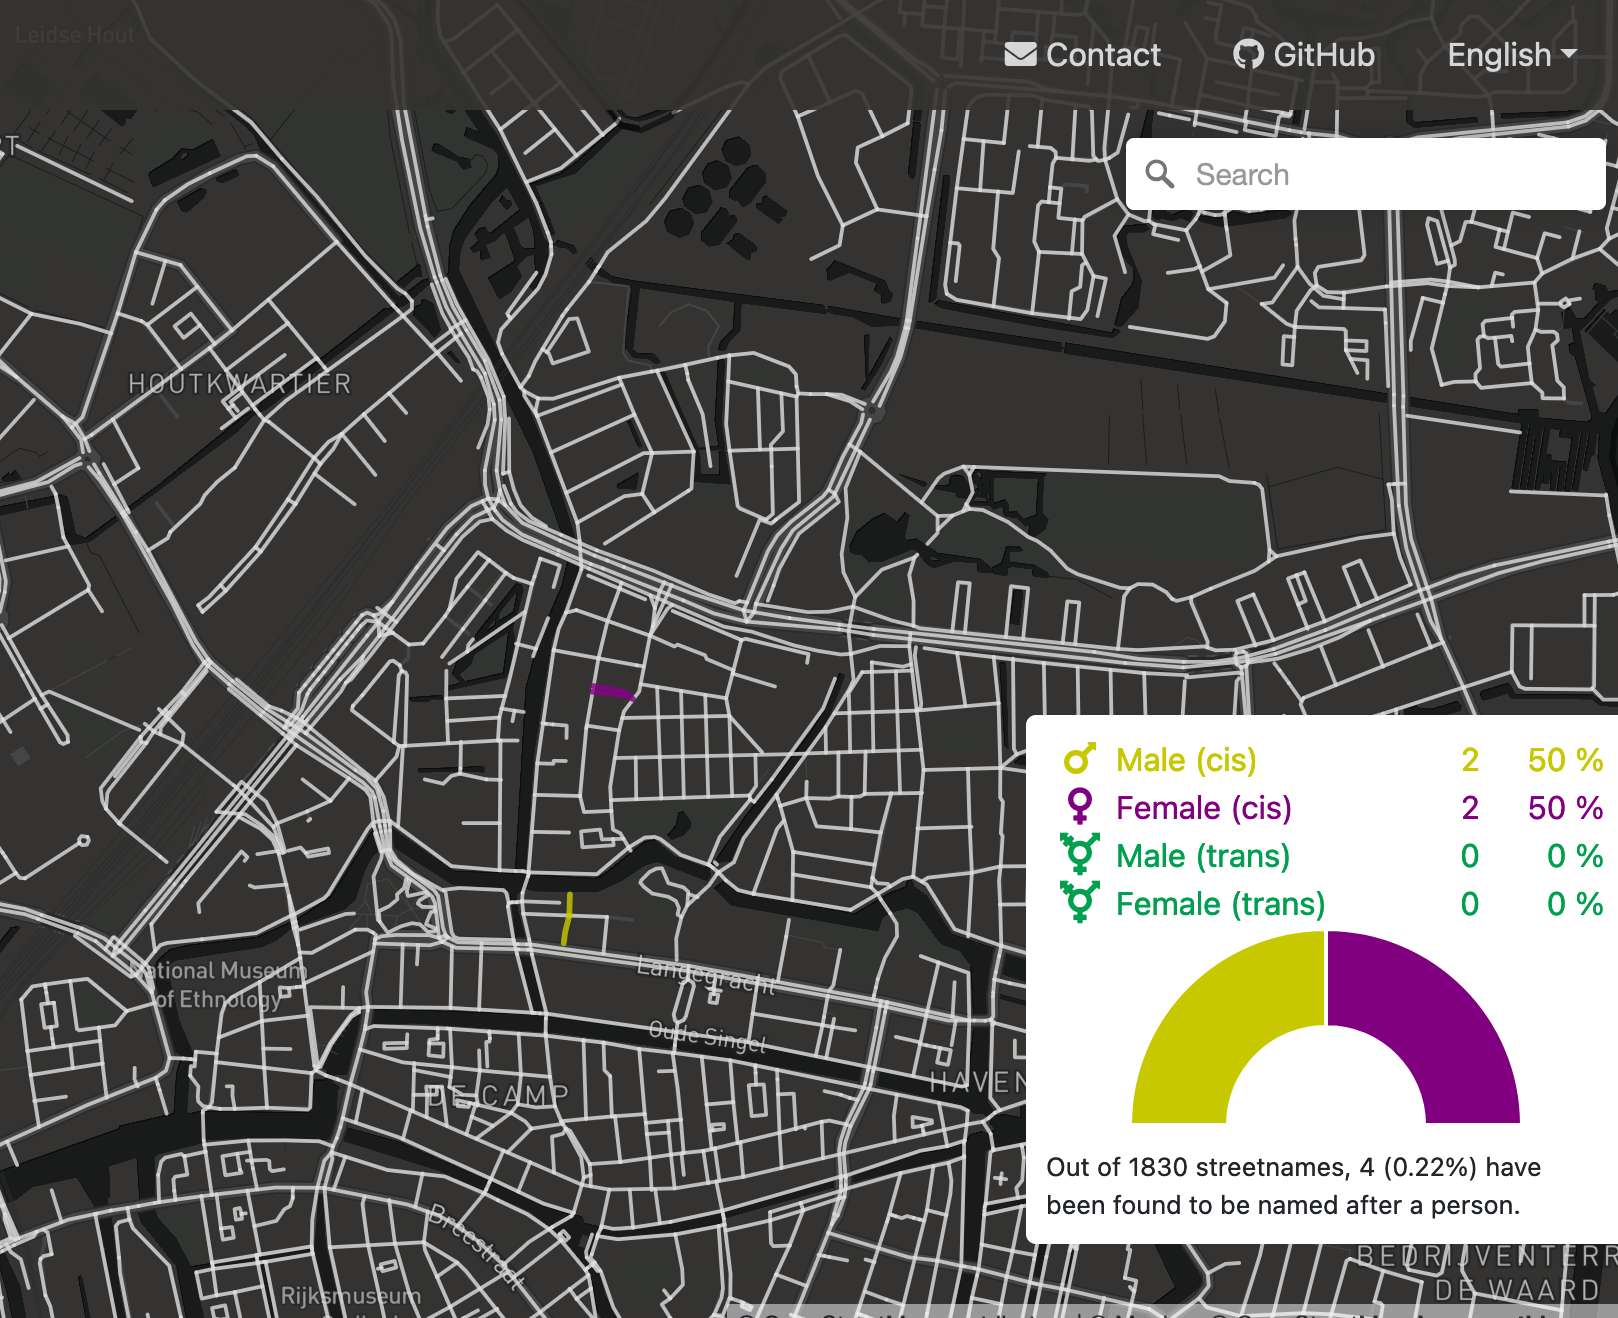 Leidse Hout
Contact GitHub English
Search
HOUTKWARTIER
Male (cis) 2 50 %
Female (cis) 2 50 %
Male (trans) 0 0 %
Female (trans) 0 0 %
National Museum
of Ethnology
Langegracht
Oude Singel
DE CAMP
HAVEN
Out of 1830 streetnames, 4 (0.22%) have
been found to be named after a person.
Breestraat
BEDRIJVENTERR
DE WAARD
Rijksmuseum